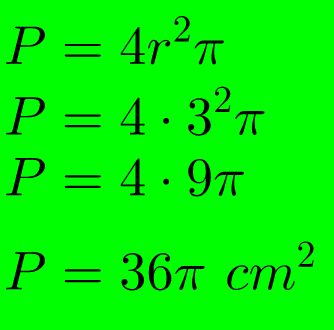 P = 4r²π
P = 4 · 3²π
P = 4 · 9π
P = 36π cm²